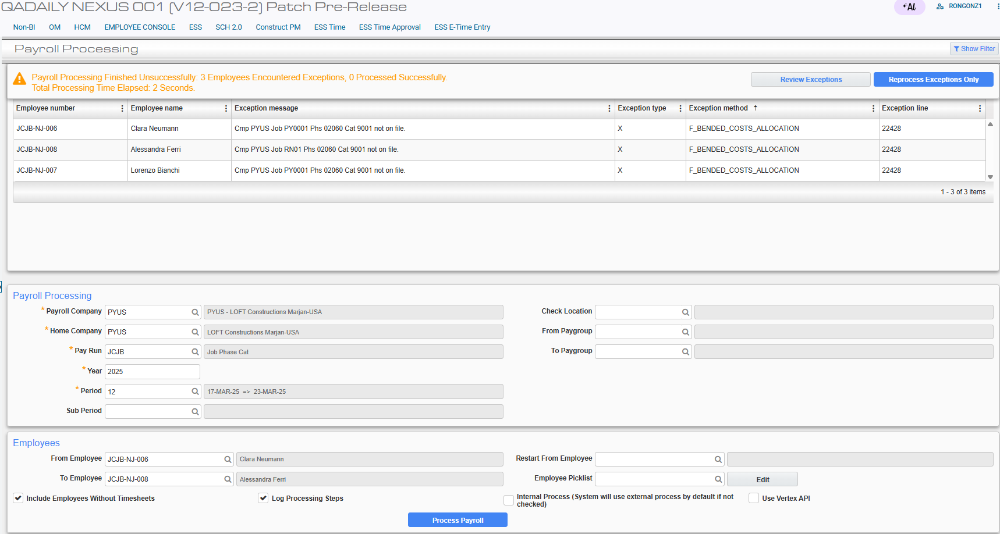 QADAILY NEXUS 001 (V12-023-2) Patch Pre-Release
AI
RONGONZ1
Non-BI OM HCM EMPLOYEE CONSOLE ESS SCH 2.0 Construct PM ESS Time ESS Time Approval ESS E-Time Entry
Payroll Processing
Show Filter
Payroll Processing Finished Unsuccessfully: 3 Employees Encountered Exceptions, 0 Processed Successfully.
Total Processing Time Elapsed: 2 Seconds.
Review Exceptions
Reprocess Exceptions Only
Employee number Employee name Exception message Exception type Exception method ↑ Exception line
JCJB-NJ-006 Clara Neumann Cmp PYUS Job PY0001 Phs 02060 Cat 9001 not on file. X F_BENDED_COSTS_ALLOCATION 22428
JCJB-NJ-008 Alessandra Ferri Cmp PYUS Job RN01 Phs 02060 Cat 9001 not on file. X F_BENDED_COSTS_ALLOCATION 22428
JCJB-NJ-007 Lorenzo Bianchi Cmp PYUS Job PY0001 Phs 02060 Cat 9001 not on file. X F_BENDED_COSTS_ALLOCATION 22428
1 - 3 of 3 items
Payroll Processing
* Payroll Company PYUS PYUS - LOFT Constructions Marjan-USA
Check Location
* Home Company PYUS LOFT Constructions Marjan-USA
From Paygroup
* Pay Run JCJB Job Phase Cat
To Paygroup
* Year 2025
* Period 12 17-MAR-25 => 23-MAR-25
Sub Period
Employees
From Employee JCJB-NJ-006 Clara Neumann
Restart From Employee
To Employee JCJB-NJ-008 Alessandra Ferri
Employee Picklist
Edit
Include Employees Without Timesheets
Log Processing Steps
Internal Process (System will use external process by default if not
checked)
Use Vertex API
Process Payroll